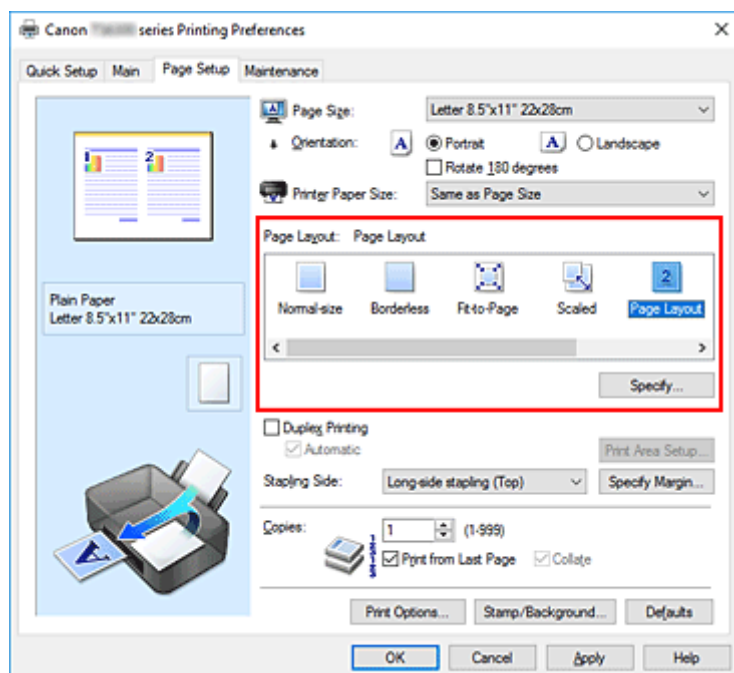 Canon series Printing Preferences
Quick Setup Main Page Setup Maintenance
1 2
Plain Paper
Letter 8.5"x11" 22x28cm
Page Size: Letter 8.5"x11" 22x28cm
Orientation: A Portrait A Landscape
Rotate 180 degrees
Printer Paper Size: Same as Page Size
Page Layout: Page Layout
2
Normal-size Borderless Fit-to-Page Scaled Page Layout
Specify...
Duplex Printing
Automatic
Print Area Setup...
Stapling Side: Long-side stapling (Top) Specify Margin...
Copies: 1 (1-999)
Print from Last Page Collate
A
Print Options... Stamp/Background... Defaults
OK Cancel Apply Help